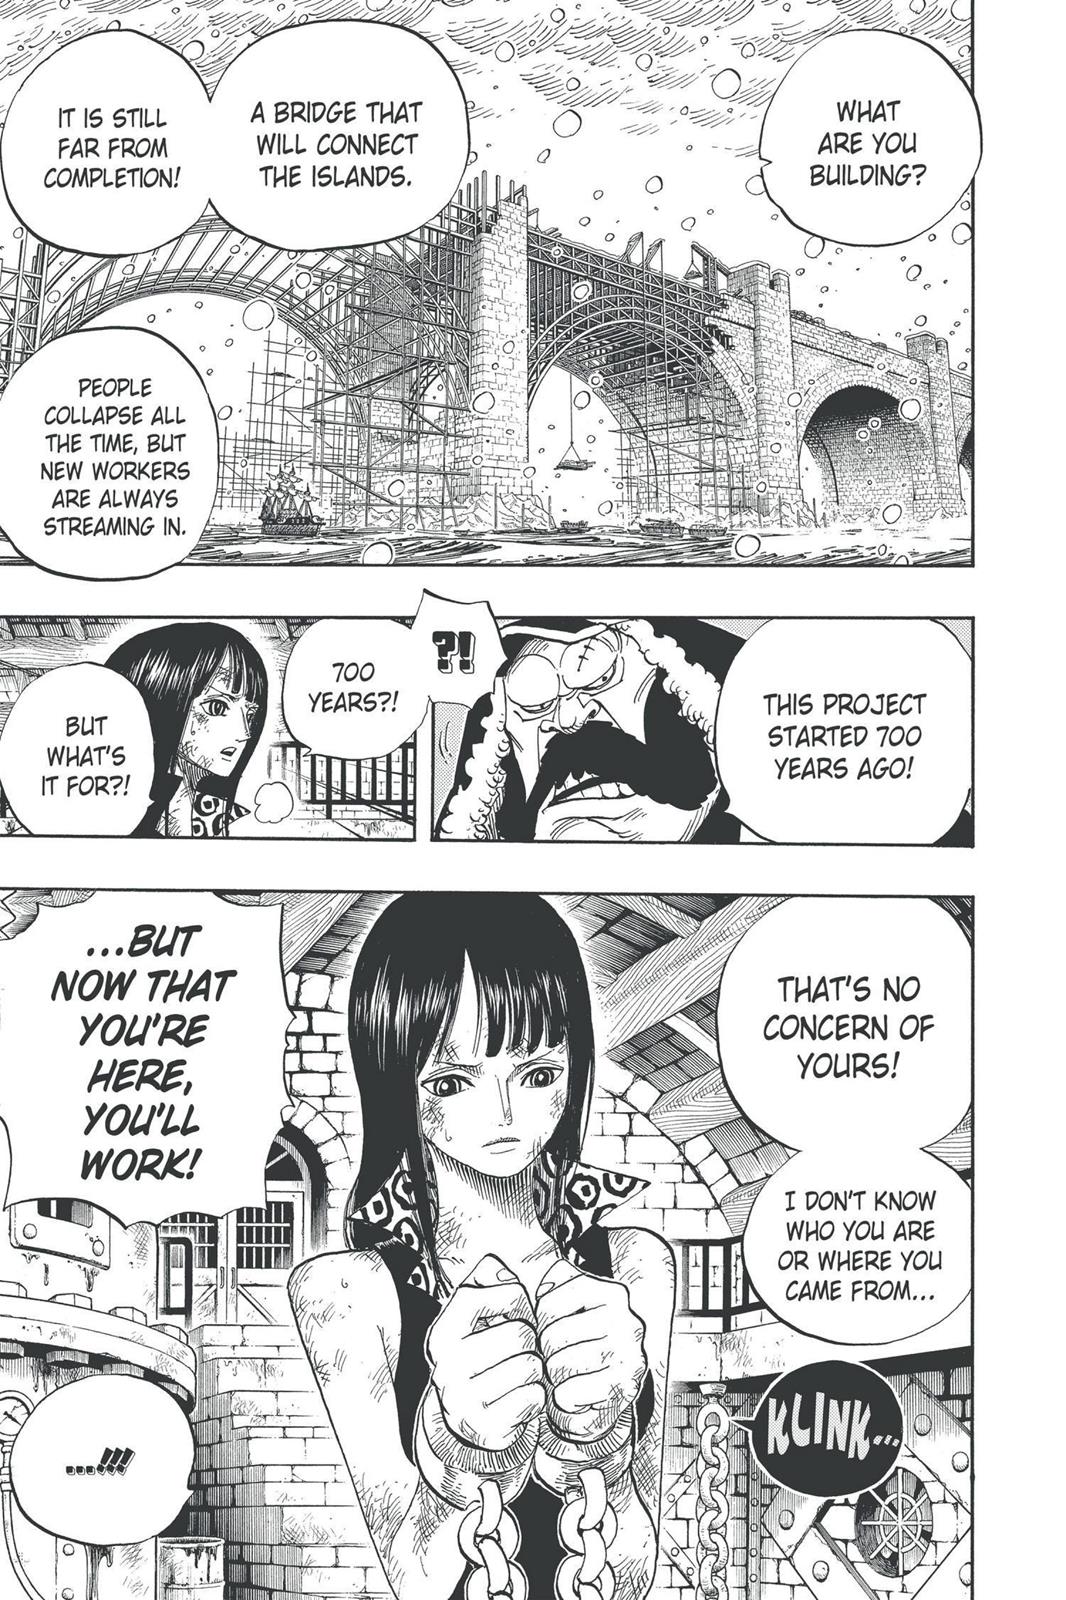 WHAT
ARE YOU
BUILDING?
A BRIDGE THAT
WILL CONNECT
THE ISLANDS.
IT IS STILL
FAR FROM
COMPLETION!
PEOPLE
COLLAPSE ALL
THE TIME, BUT
NEW WORKERS
ARE ALWAYS
STREAMING IN.
THIS PROJECT
STARTED 700
YEARS AGO!
?!
700
YEARS?!
BUT
WHAT'S
IT FOR?!
THAT'S NO
CONCERN OF
YOURS!
I DON'T KNOW
WHO YOU ARE
OR WHERE YOU
CAME FROM...
KLINK...
...BUT
NOW THAT
YOU'RE
HERE,
YOU'LL
WORK!
...!!!